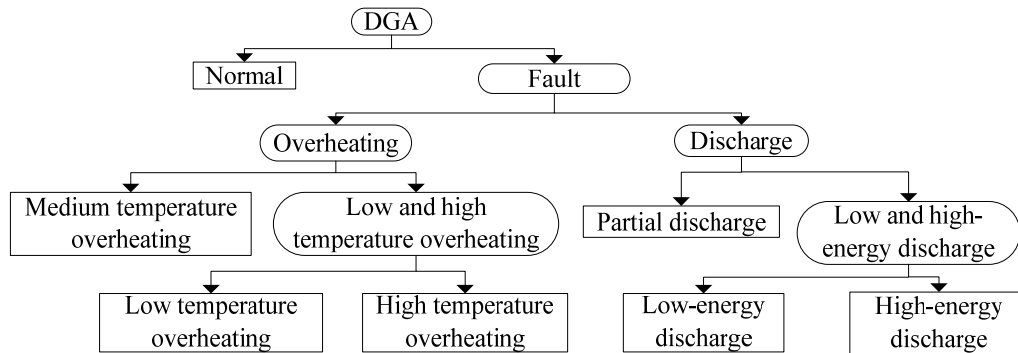 DGA
Normal
Fault
Overheating
Discharge
Medium temperature
overheating
Low and high
temperature overheating
Partial discharge
Low and high-
energy discharge
Low temperature
overheating
High temperature
overheating
Low-energy
discharge
High-energy
discharge